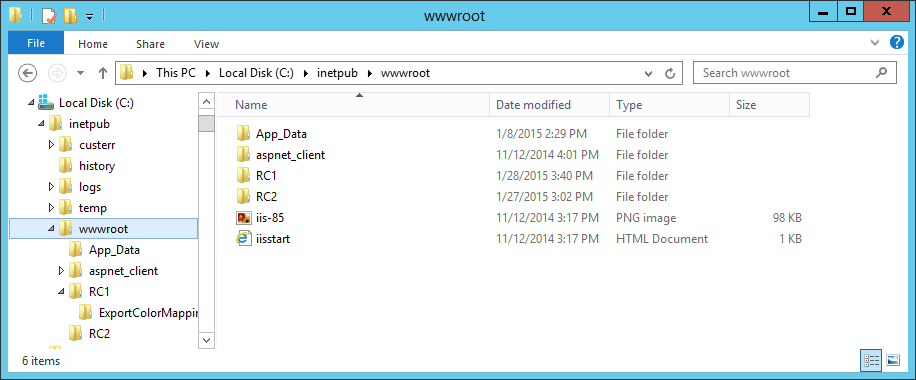 wwwroot
File Home Share View
This PC Local Disk (C:) inetpub wwwroot Search wwwroot
Local Disk (C:)
inetpub
custerr
history
logs
temp
wwwroot
App_Data
aspnet_client
RC1
ExportColorMappi
RC2
Name Date modified Type Size
App_Data 1/8/2015 2:29 PM File folder
aspnet_client 11/12/2014 4:01 PM File folder
RC1 1/28/2015 3:40 PM File folder
RC2 1/27/2015 3:02 PM File folder
iis-85 11/12/2014 3:17 PM PNG image 98 KB
iisstart 11/12/2014 3:17 PM HTML Document 1 KB
6 items